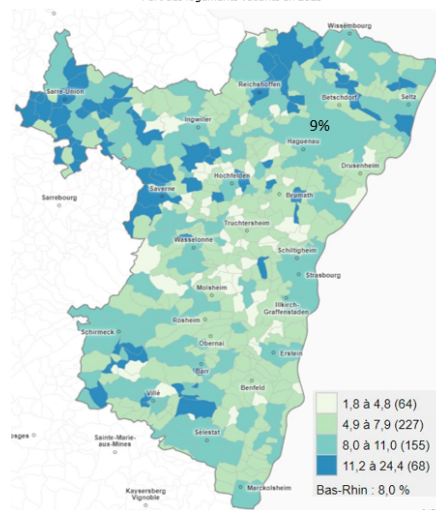 Wissembourg
Sarre-Union
Reichshoffen
Betschdorf
Seltz
Ingwiller
9%
Haguenau
Drusenheim
Sarrebourg
Saverne
Hochfelden
Brumath
Truchtersheim
Wasselonne
Schiltigheim
Strasbourg
Molsheim
Illkirch-
Graffenstaden
Schirmeck
Rosheim
Obernai
Erstein
Barr
Benfeld
Villé
Sainte-Marie-
aux-Mines
Sélestat
Kaysersberg
Vignoble
Marckolsheim
1,8 à 4,8 (64)
4,9 à 7,9 (227)
8,0 à 11,0 (155)
11,2 à 24,4 (68)
Bas-Rhin : 8,0 %